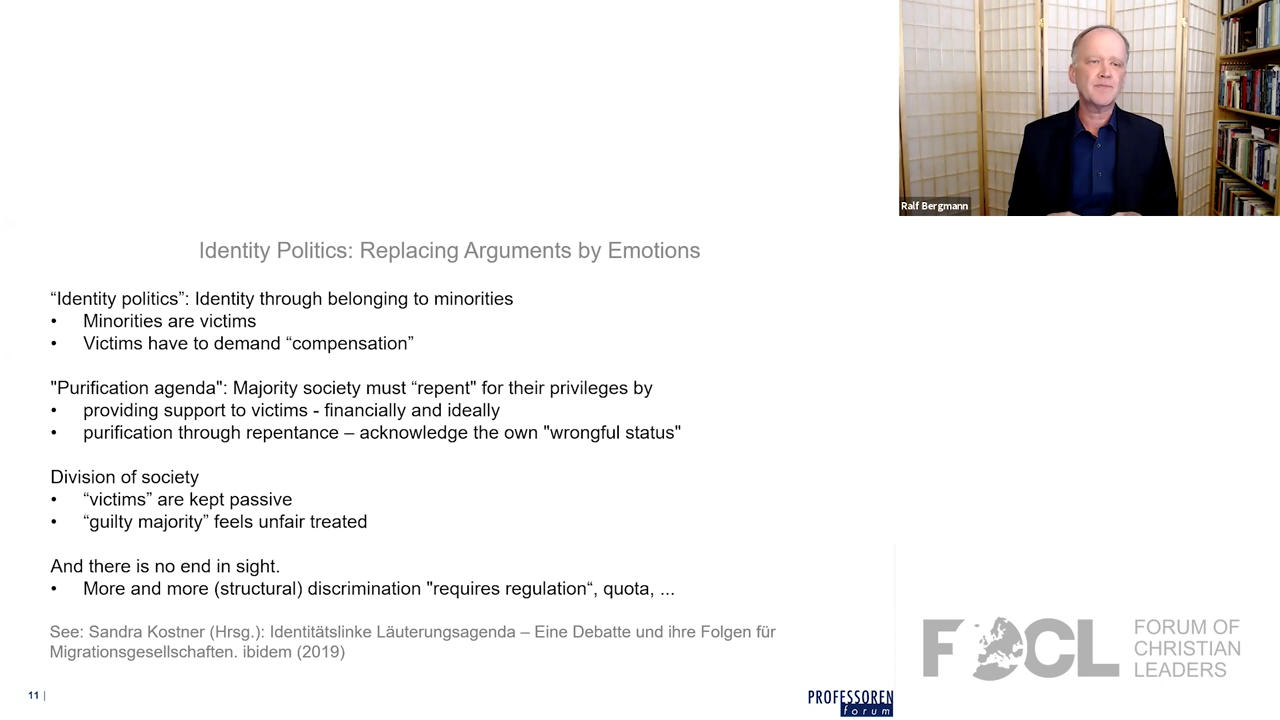 Ralf Bergmann
Identity Politics: Replacing Arguments by Emotions
“Identity politics”: Identity through belonging to minorities
• Minorities are victims
• Victims have to demand “compensation”
"Purification agenda": Majority society must “repent" for their privileges by
• providing support to victims - financially and ideally
• purification through repentance – acknowledge the own "wrongful status"
Division of society
• “victims” are kept passive
• “guilty majority” feels unfair treated
And there is no end in sight.
• More and more (structural) discrimination "requires regulation“, quota, ...
See: Sandra Kostner (Hrsg.): Identitätslinke Läuterungsagenda – Eine Debatte und ihre Folgen für
Migrationsgesellschaften. ibidem (2019)
11 |
PROFESSOREN
forum
FOCL
FORUM OF
CHRISTIAN
LEADERS